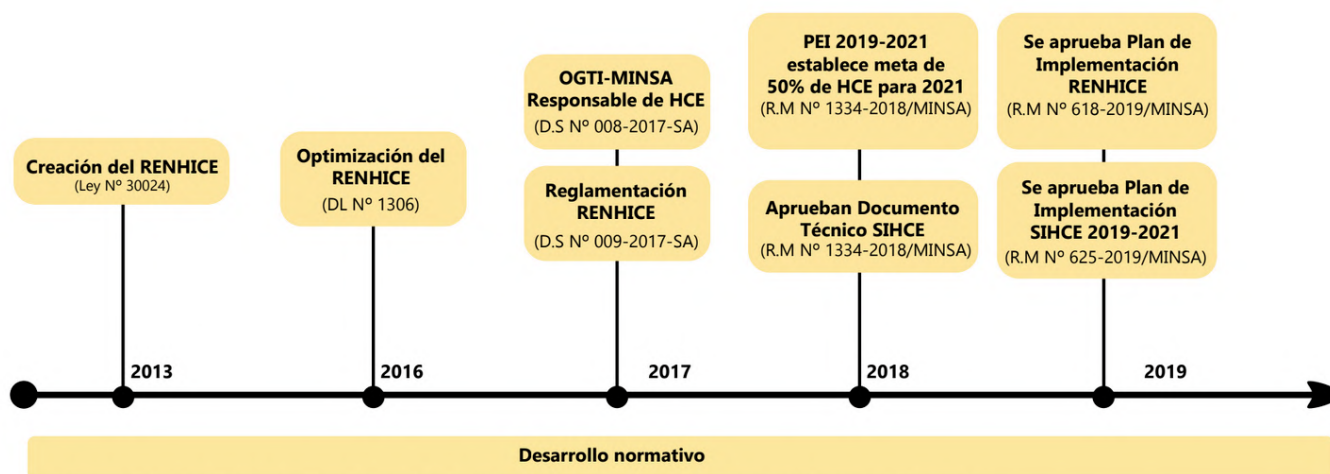 Creación del RENHICE
(Ley Nº 30024)
Optimización del
RENHICE
(DL Nº 1306)
OGTI-MINSA
Responsable de HCE
(D.S Nº 008-2017-SA)
Reglamentación
RENHICE
(D.S Nº 009-2017-SA)
PEI 2019-2021
establece meta de
50% de HCE para 2021
(R.M Nº 1334-2018/MINSA)
Aprueban Documento
Técnico SIHCE
(R.M Nº 1334-2018/MINSA)
Se aprueba Plan de
Implementación
RENHICE
(R.M Nº 618-2019/MINSA)
Se aprueba Plan de
Implementación
SIHCE 2019-2021
(R.M Nº 625-2019/MINSA)
2013
2016
2017
2018
2019
Desarrollo normativo